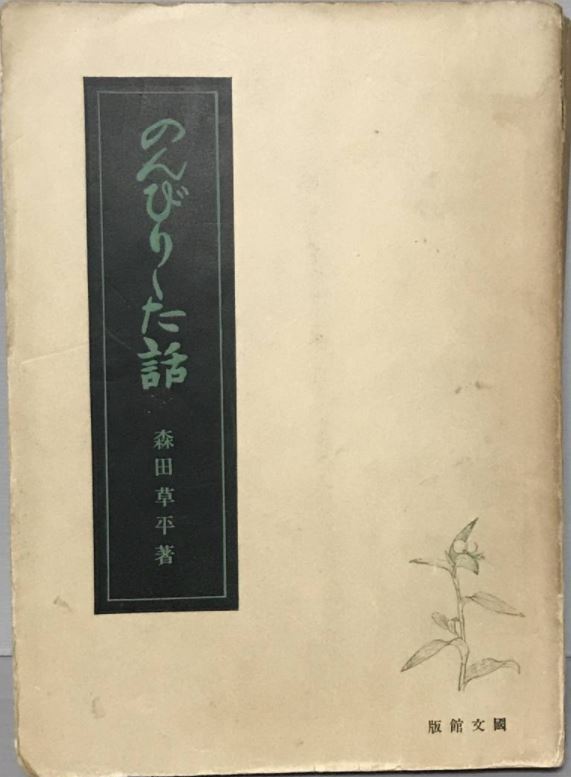 のんびりした話
森田草平著
國文館版